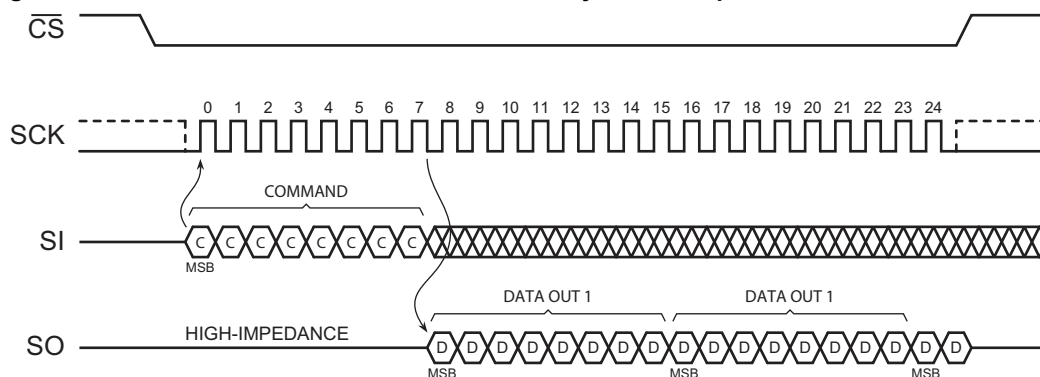 CS
0 1 2 3 4 5 6 7 8 9 10 11 12 13 14 15 16 17 18 19 20 21 22 23 24
SCK
COMMAND
SI C C C C C C C C
MSB
DATA OUT 1 DATA OUT 1
HIGH-IMPEDANCE
SO D D D D D D D D D D D D D D D D D D
MSB MSB MSB